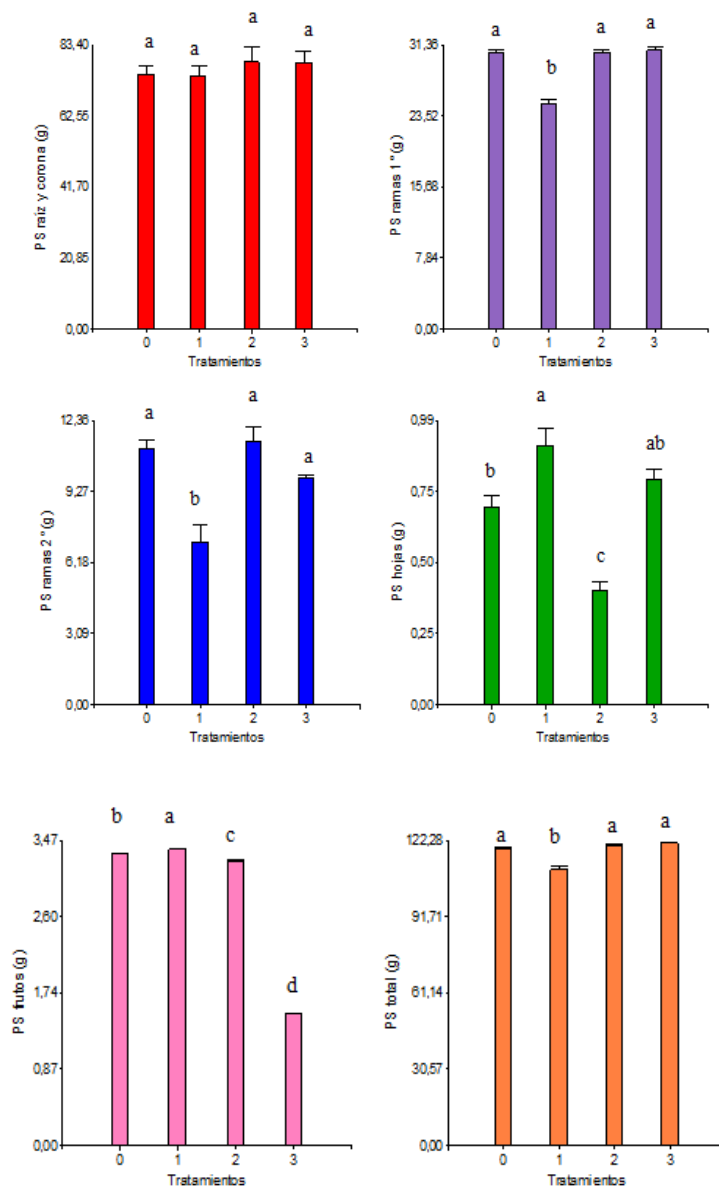 a a a a
83,40
62,55
41,70
20,85
0,00
PS raíz y corona (g)
0 1 2 3
Tratamientos
a b a a
31,36
23,52
15,68
7,84
0,00
PS ramas 1°(g)
0 1 2 3
Tratamientos
a b a a
12,36
9,27
6,18
3,09
0,00
PS ramas 2°(g)
0 1 2 3
Tratamientos
b a c ab
0,99
0,75
0,50
0,25
0,00
PS hojas (g)
0 1 2 3
Tratamientos
b a c d
3,47
2,60
1,74
0,87
0,00
PS frutos (g)
0 1 2 3
Tratamientos
a b a a
122,28
91,71
61,14
30,57
0,00
PS total (g)
0 1 2 3
Tratamientos